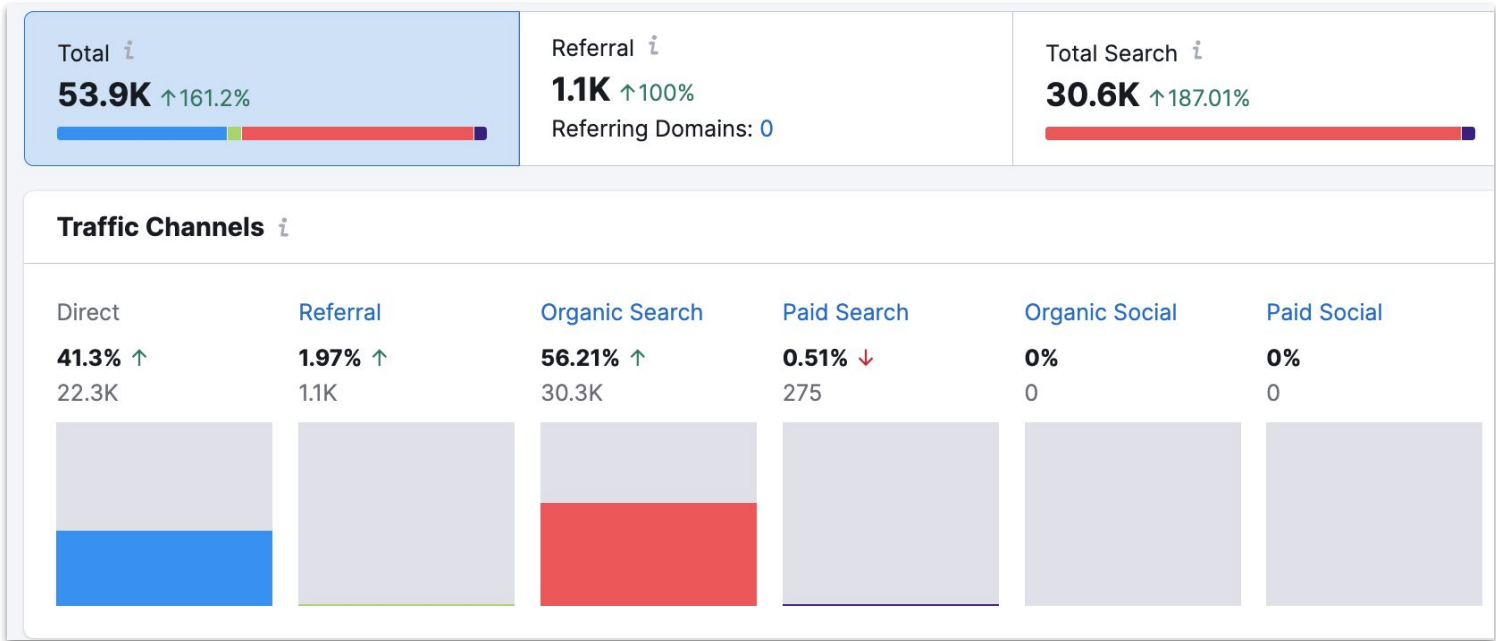 Total i
53.9K ↑161.2%
Referral i
1.1K ↑100%
Referring Domains: 0
Total Search i
30.6K ↑187.01%
Traffic Channels i
Direct
41.3% ↑
22.3K
Referral
1.97% ↑
1.1K
Organic Search
56.21% ↑
30.3K
Paid Search
0.51% ↓
275
Organic Social
0%
0
Paid Social
0%
0